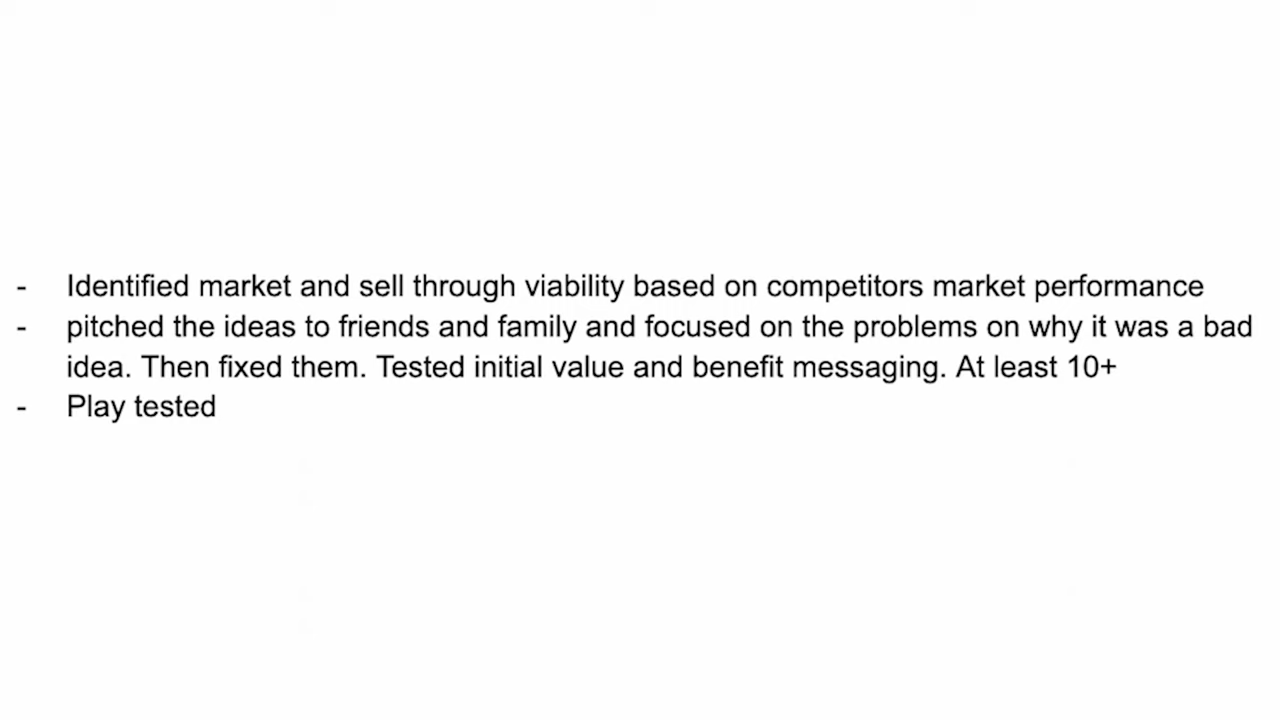 - Identified market and sell through viability based on competitors market performance
- pitched the ideas to friends and family and focused on the problems on why it was a bad
idea. Then fixed them. Tested initial value and benefit messaging. At least 10+
- Play tested